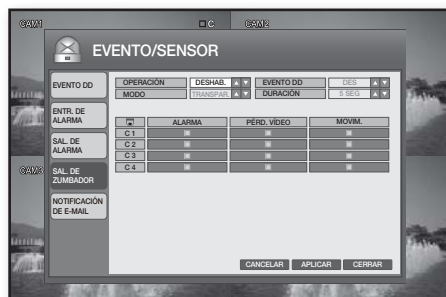 CAM1 C CAM2
EVENTO/SENSOR
EVENTO DD
ENTR. DE
ALARMA
SAL. DE
ALARMA
CAM3
SAL. DE
ZUMBADOR
NOTIFICACIÓN
DE E-MAIL
OPERACIÓN DESHAB. EVENTO DD DES
MODO TRANSPAR. DURACIÓN 5 SEG
ALARMA PÉRD. VÍDEO MOVIM.
C 1
C 2
C 3
C 4
CANCELAR APLICAR CERRAR